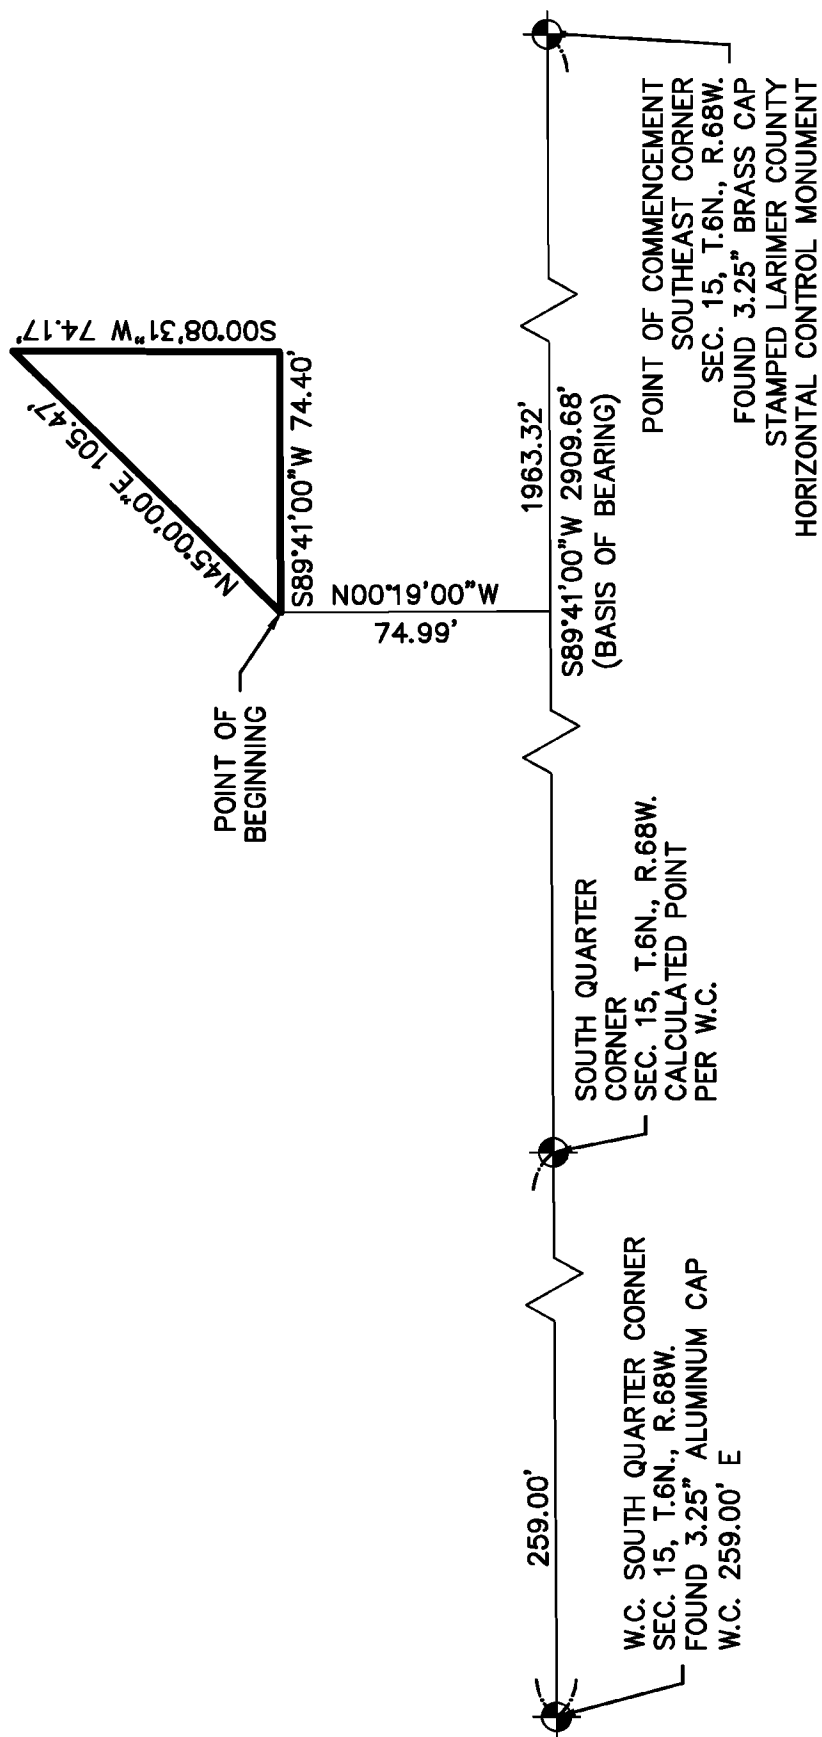 N45°00'00"E 105.47'
S00°08'31"W 74.17'
S89°41'00"W 74.40'
POINT OF
BEGINNING
N00°19'00"W
74.99'
1963.32'
S89°41'00"W 2909.68'
(BASIS OF BEARING)
POINT OF COMMENCEMENT
SOUTHEAST CORNER
SEC. 15, T.6N., R.68W.
FOUND 3.25" BRASS CAP
STAMPED LARIMER COUNTY
HORIZONTAL CONTROL MONUMENT
SOUTH QUARTER
CORNER
SEC. 15, T.6N., R.68W.
CALCULATED POINT
PER W.C.
259.00'
W.C. SOUTH QUARTER CORNER
SEC. 15, T.6N., R.68W.
FOUND 3.25" ALUMINUM CAP
W.C. 259.00' E